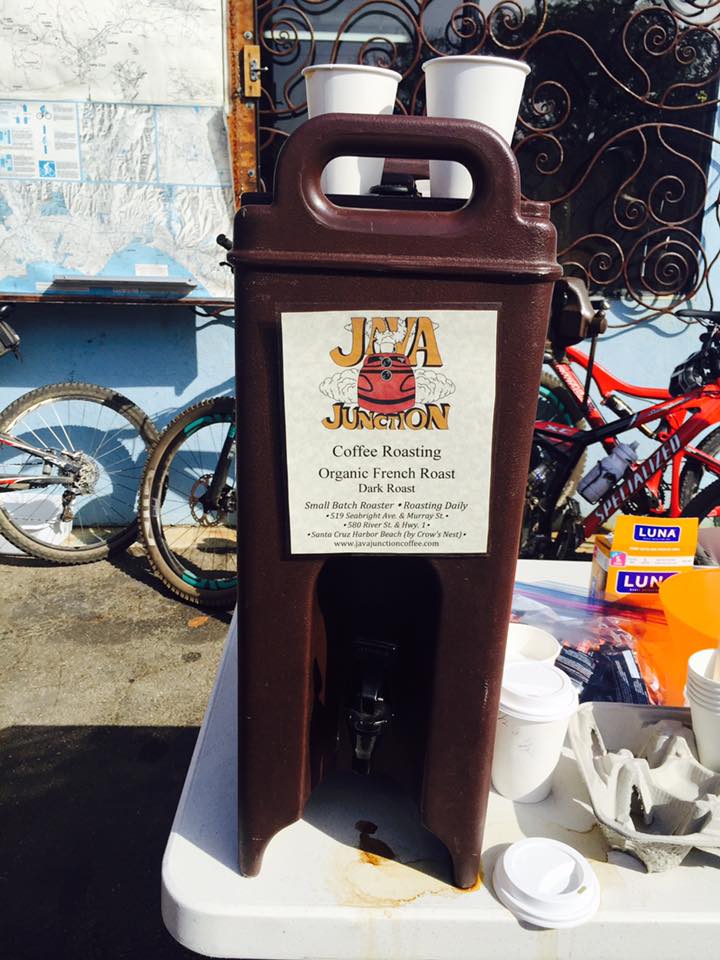 JAVA
JUNCTION
Coffee Roasting
Organic French Roast
Dark Roast
Small Batch Roaster • Roasting Daily
• 519 Seabright Ave. & Murray St. •
• 580 River St. & Hwy. 1 •
• Santa Cruz Harbor Beach (by Crow's Nest) •
www.javajunctioncoffee.com
SPECIALIZED
LUNA
LUNA